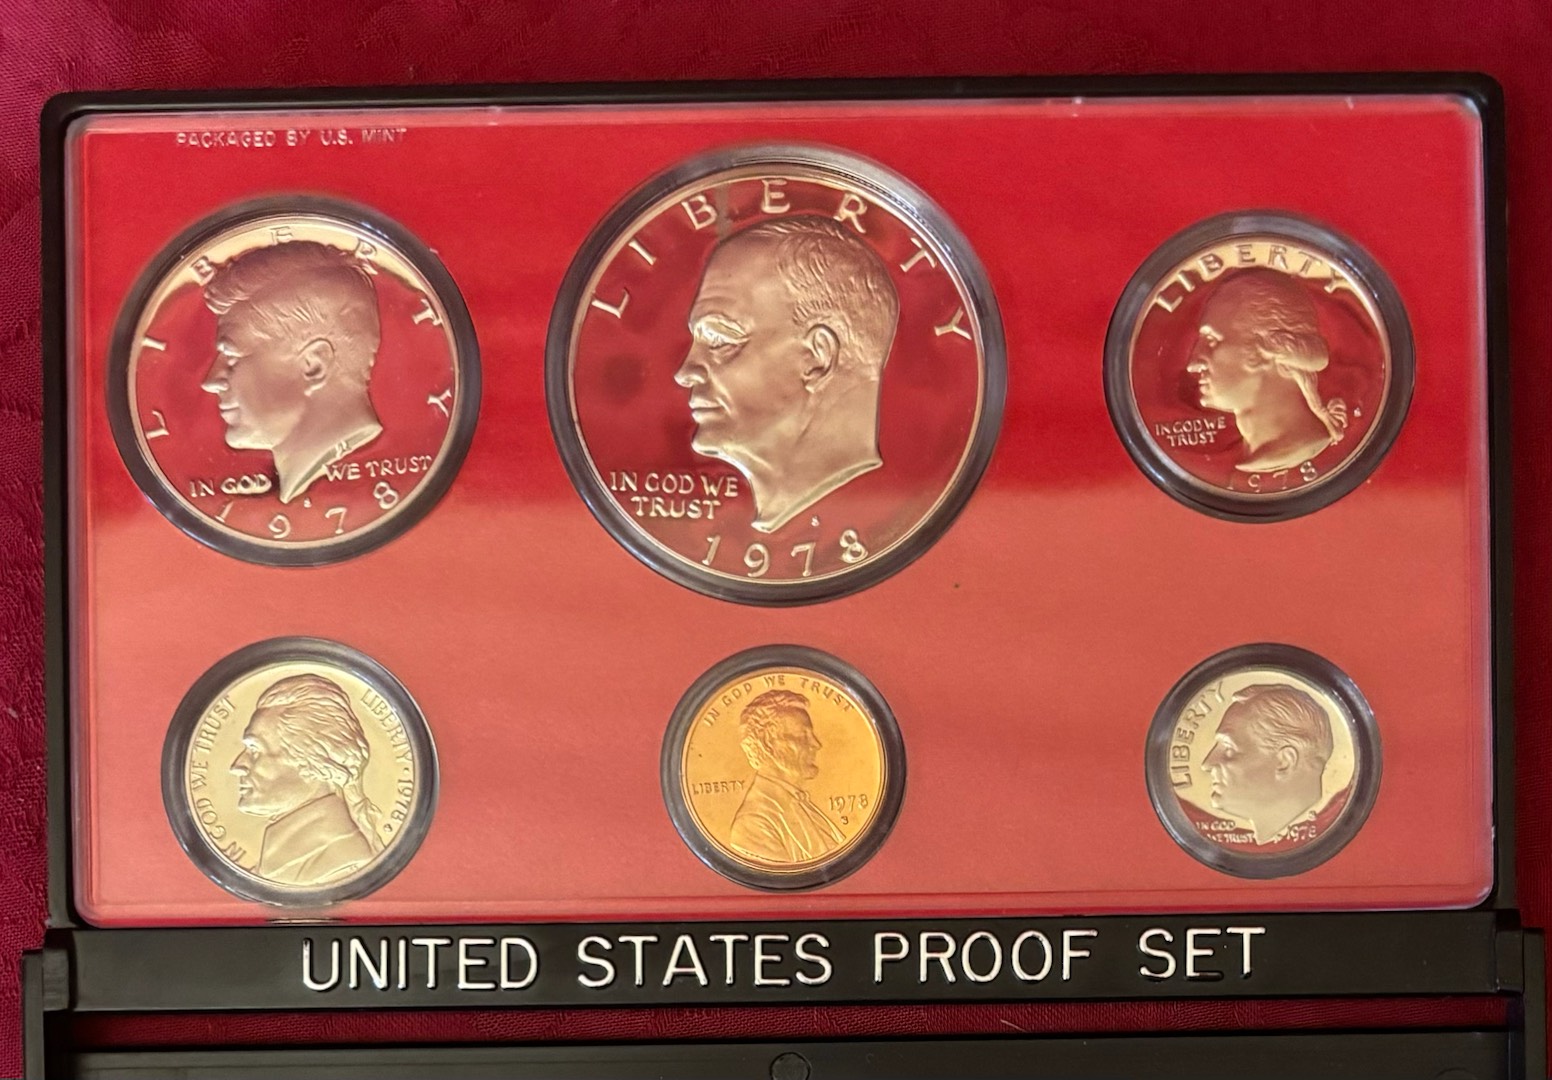 PACKAGED BY U.S. MINT
LIBERTY
IN GOD WE TRUST
S
1978
LIBERTY
IN GOD WE
TRUST
S
1978
LIBERTY
IN GOD WE
TRUST
1978
IN GOD WE TRUST
LIBERTY · 1978
IN GOD WE TRUST
LIBERTY
1978
S
LIBERTY
IN GOD
WE TRUST
1978
UNITED STATES PROOF SET